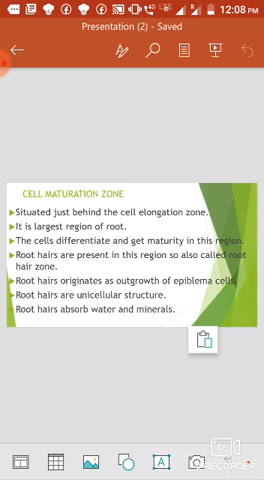 12:08 PM
Presentation (2) - Saved
CELL MATURATION ZONE
Situated just behind the cell elongation zone.
It is largest region of root.
The cells differentiate and get maturity in this region.
Root hairs are present in this region so also called root
hair zone.
Root hairs originates as outgrowth of epiblema cells.
Root hairs are unicellular structure.
Root hairs absorb water and minerals.
A
RECORDER